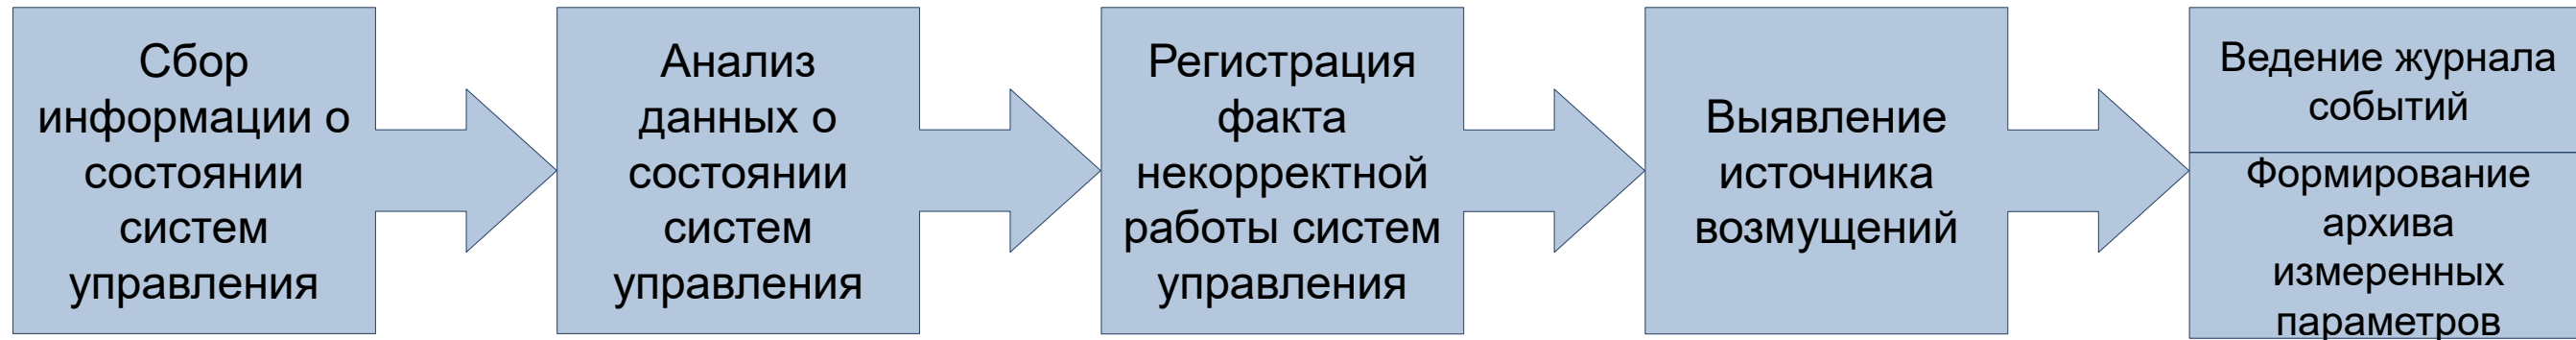 Сбор
информации о
состоянии
систем
управления
Анализ
данных о
состоянии
систем
управления
Регистрация
факта
некорректной
работы систем
управления
Выявление
источника
возмущений
Ведение журнала
событий
Формирование
архива
измеренных
параметров